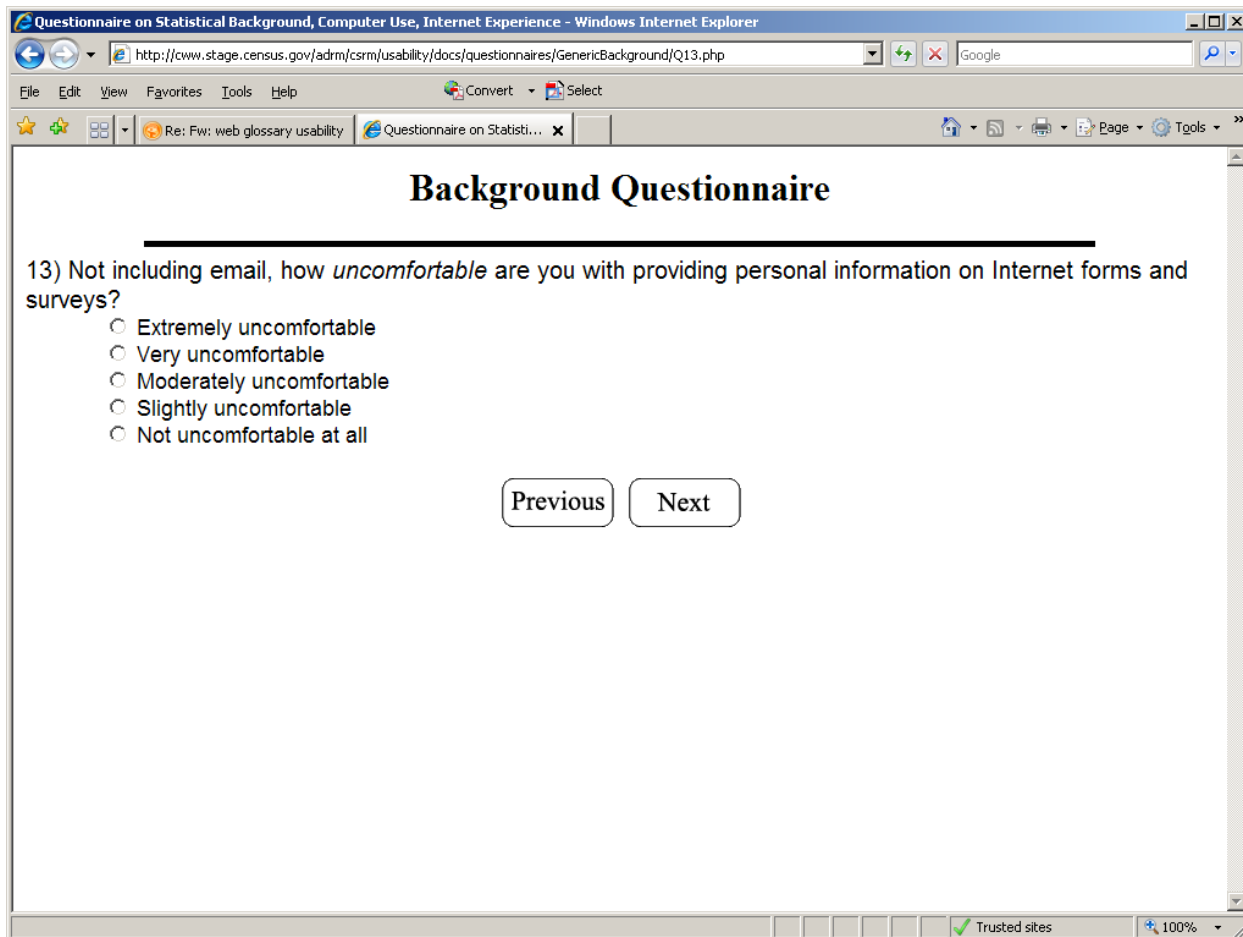 Questionnaire on Statistical Background, Computer Use, Internet Experience - Windows Internet Explorer
http://cww.stage.census.gov/adrm/csrm/usability/docs/questionnaires/GenericBackground/Q13.php Google
File Edit View Favorites Tools Help Convert Select
Re: Fw: web glossary usability Questionnaire on Statisti... Page Tools
Background Questionnaire
13) Not including email, how uncomfortable are you with providing personal information on Internet forms and
surveys?
Extremely uncomfortable
Very uncomfortable
Moderately uncomfortable
Slightly uncomfortable
Not uncomfortable at all
Previous Next
Trusted sites 100%